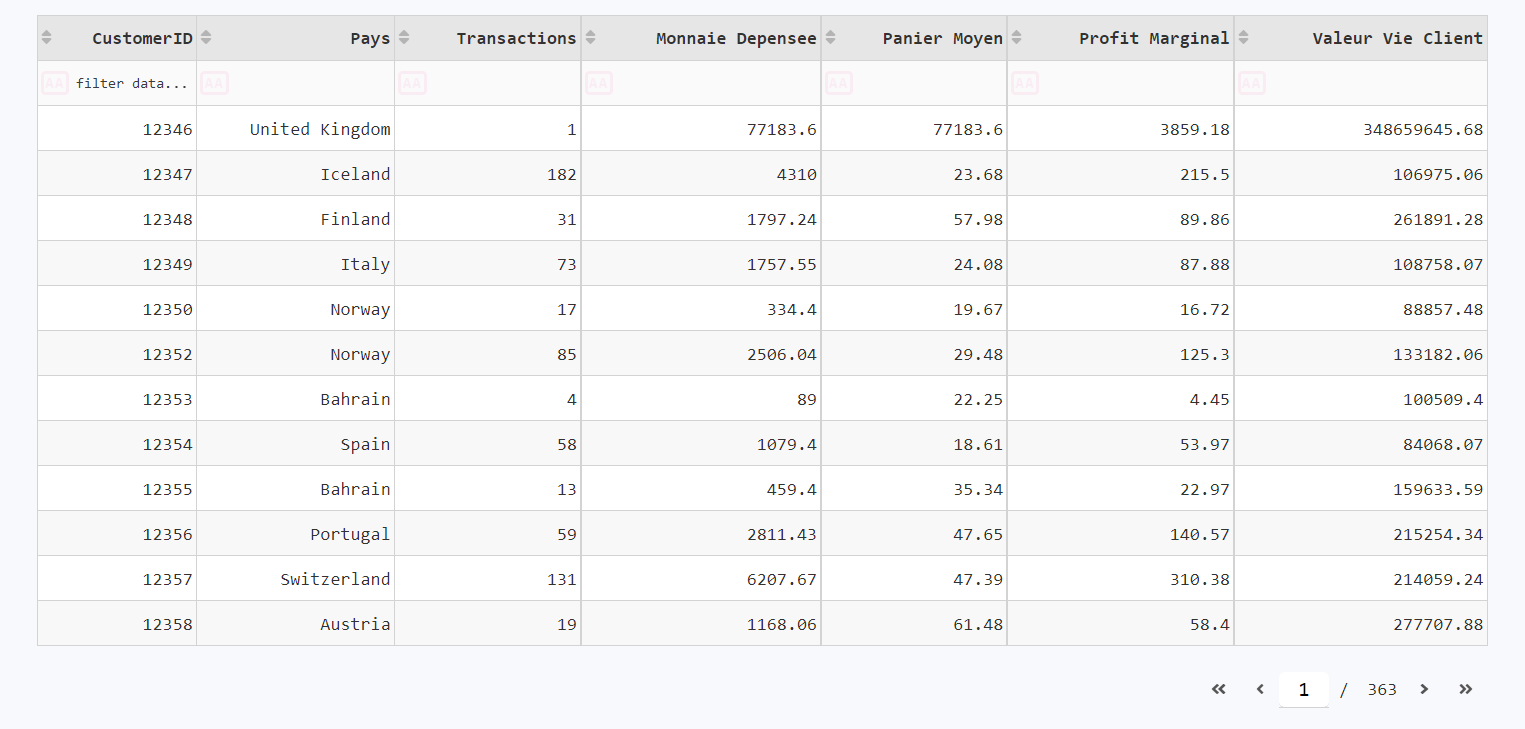 CustomerID Pays Transactions Monnaie Depensee Panier Moyen Profit Marginal Valeur Vie Client
AA filter data... AA AA AA AA AA AA
12346 United Kingdom 1 77183.6 77183.6 3859.18 348659645.68
12347 Iceland 182 4310 23.68 215.5 106975.06
12348 Finland 31 1797.24 57.98 89.86 261891.28
12349 Italy 73 1757.55 24.08 87.88 108758.07
12350 Norway 17 334.4 19.67 16.72 88857.48
12352 Norway 85 2506.04 29.48 125.3 133182.06
12353 Bahrain 4 89 22.25 4.45 100509.4
12354 Spain 58 1079.4 18.61 53.97 84068.07
12355 Bahrain 13 459.4 35.34 22.97 159633.59
12356 Portugal 59 2811.43 47.65 140.57 215254.34
12357 Switzerland 131 6207.67 47.39 310.38 214059.24
12358 Austria 19 1168.06 61.48 58.4 277707.88
« ‹ 1 / 363 › »